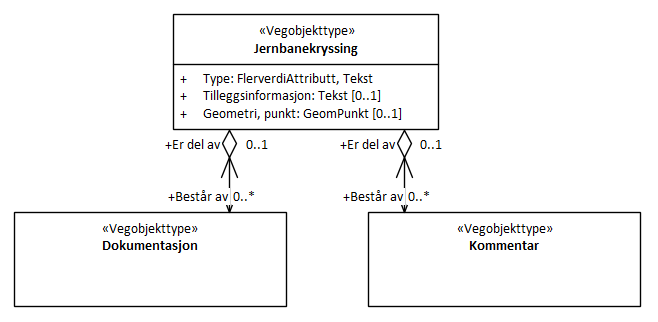 «Vegobjekttype»
Jernbanekryssing
+ Type: FlerverdiAttributt, Tekst
+ Tilleggsinformasjon: Tekst [0..1]
+ Geometri, punkt: GeomPunkt [0..1]
+Er del av 0..1 +Er del av 0..1
+Består av 0..* +Består av 0..*
«Vegobjekttype»
Dokumentasjon
«Vegobjekttype»
Kommentar